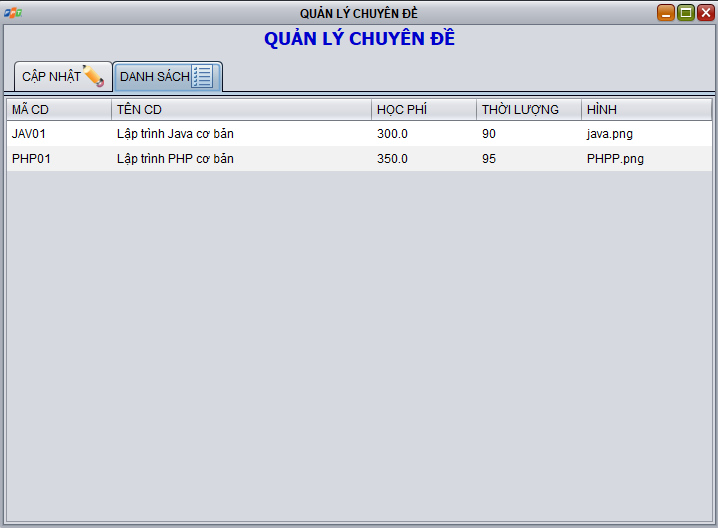 QUẢN LÝ CHUYÊN ĐỀ
QUẢN LÝ CHUYÊN ĐỀ
CẬP NHẬT DANH SÁCH
MÃ CD TÊN CD HỌC PHÍ THỜI LƯỢNG HÌNH
JAV01 Lập trình Java cơ bản 300.0 90 java.png
PHP01 Lập trình PHP cơ bản 350.0 95 PHPP.png